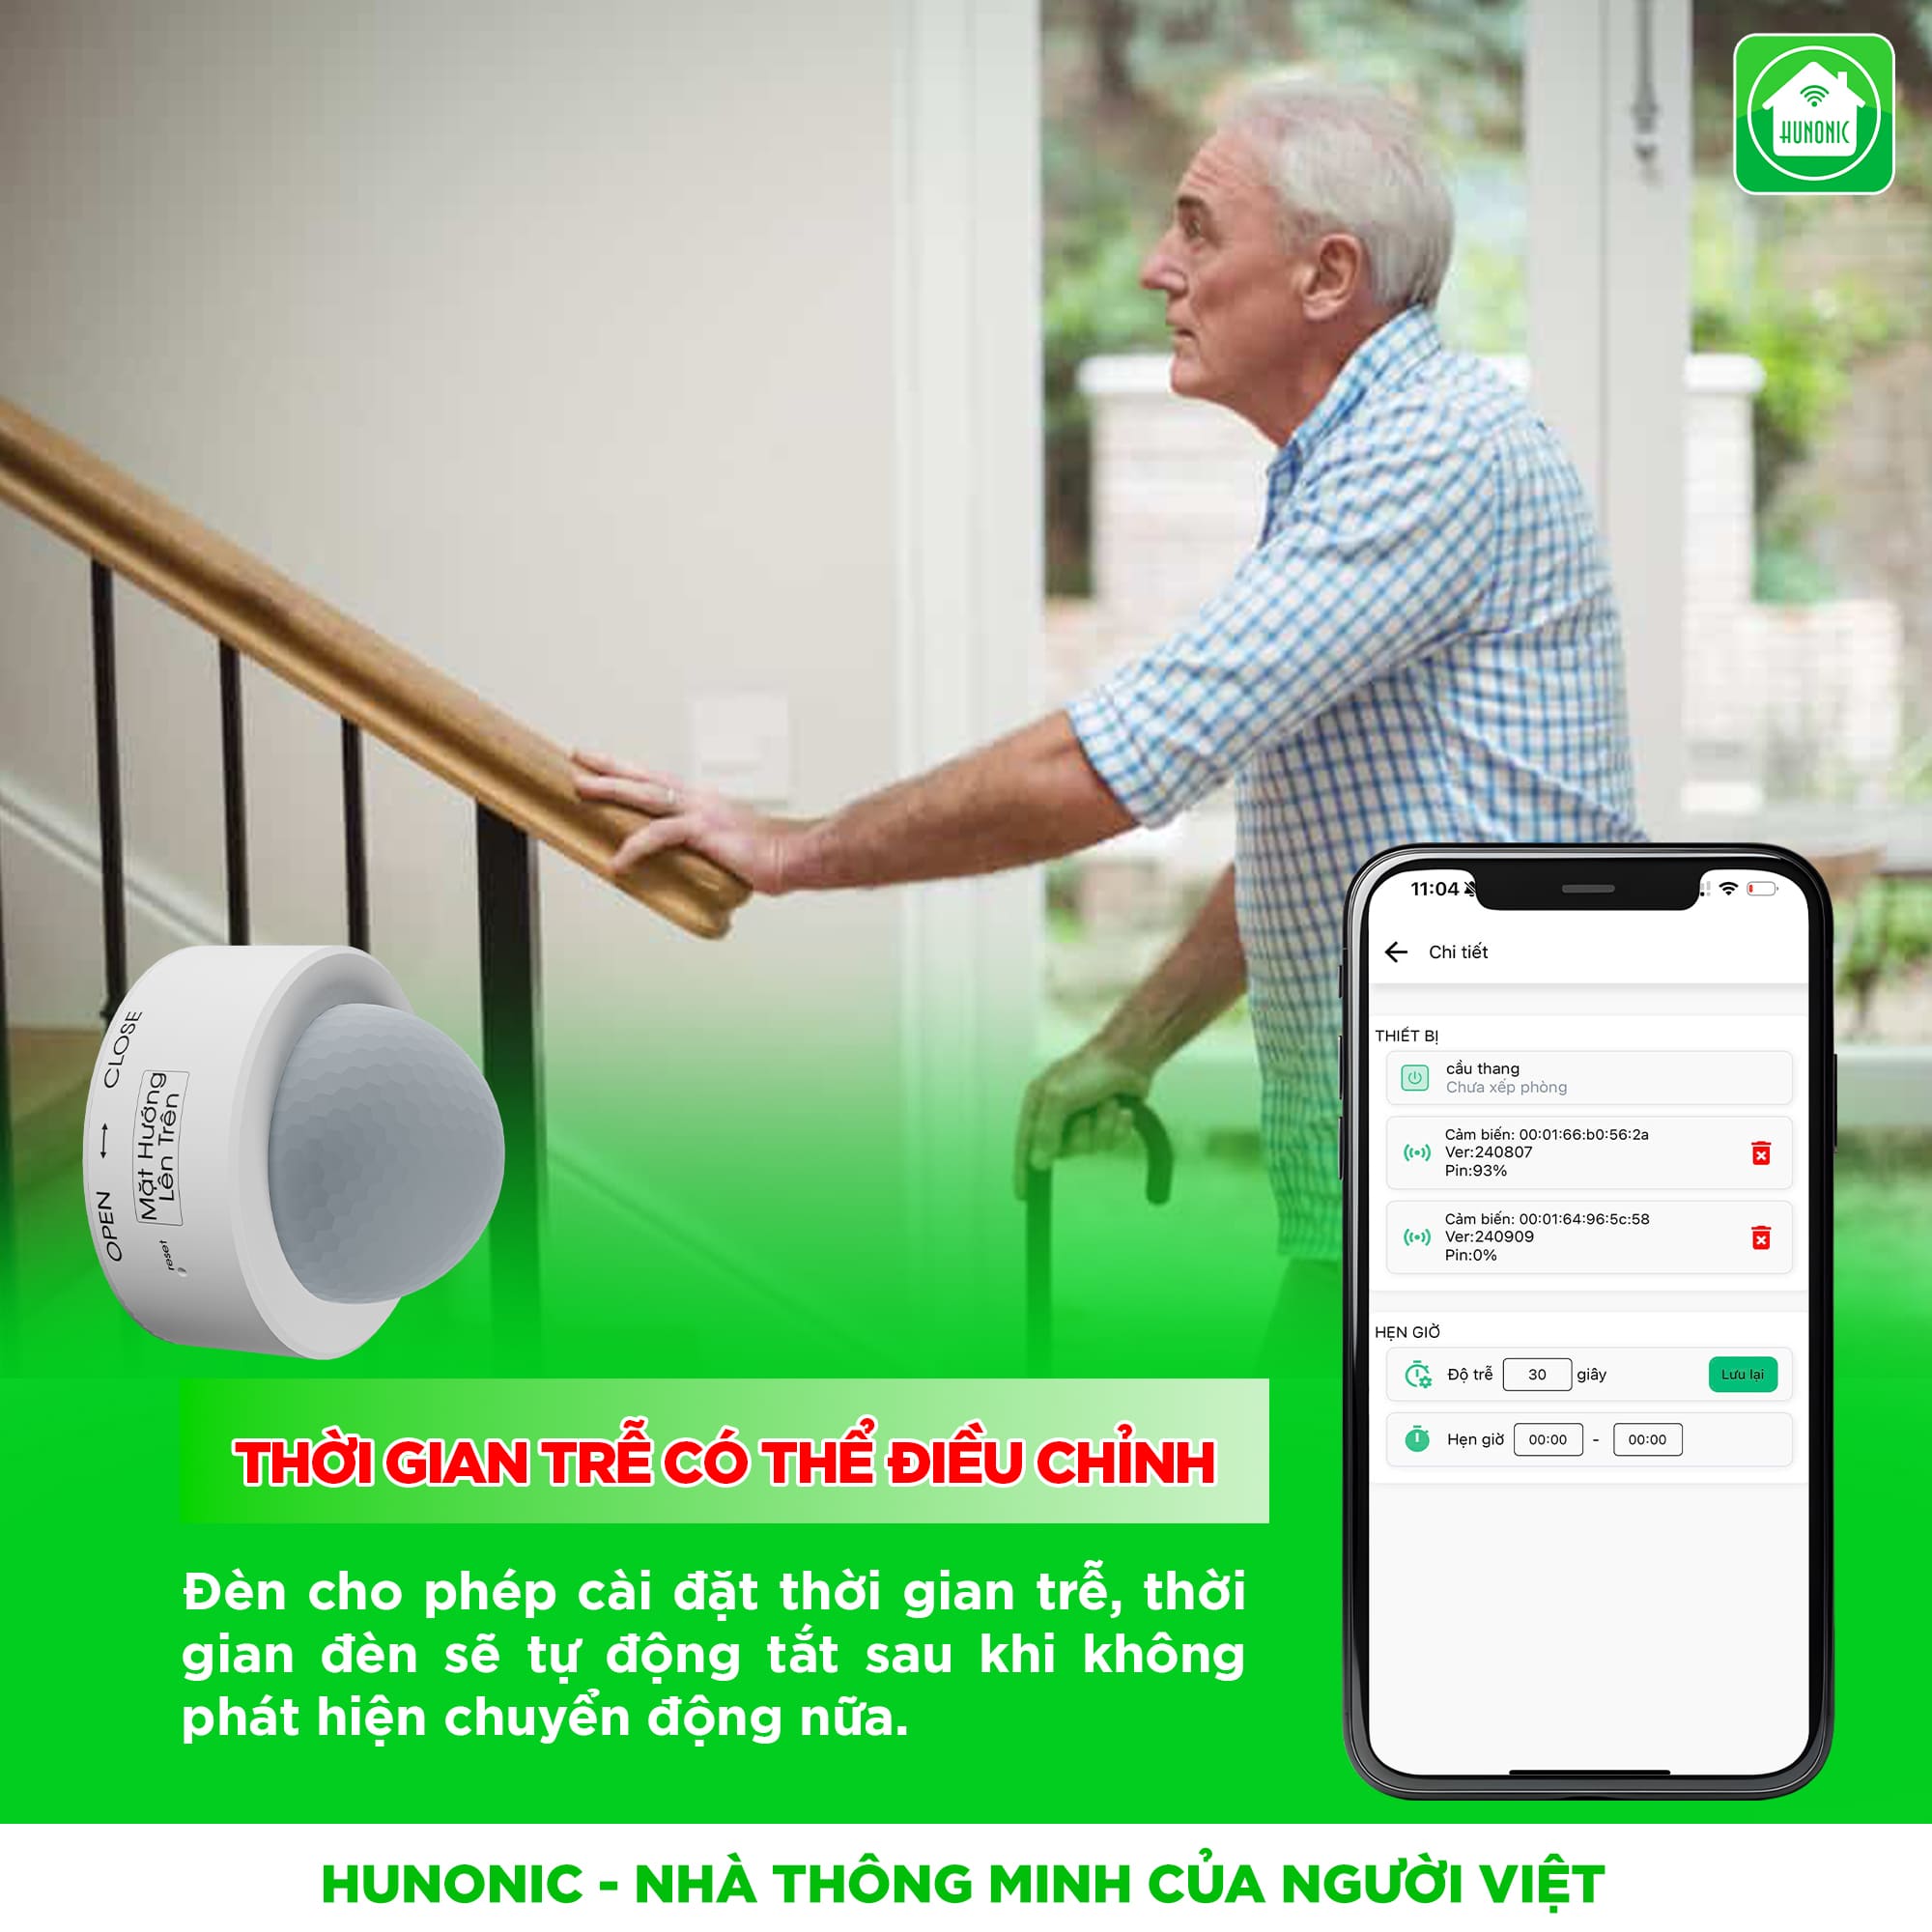 HUNONIC
11:04
Chi tiết
THIẾT BỊ
cầu thang
Chưa xếp phòng
Cảm biến: 00:01:66:b0:56:2a
Ver:240807
Pin:93%
Cảm biến: 00:01:64:96:5c:58
Ver:240909
Pin:0%
HẸN GIỜ
Độ trễ 30 giây Lưu lại
Hẹn giờ 00:00 - 00:00
OPEN ⟷ CLOSE
Mặt Hướng
Lên Trên
reset
THỜI GIAN TRỄ CÓ THỂ ĐIỀU CHỈNH
Đèn cho phép cài đặt thời gian trễ, thời
gian đèn sẽ tự động tắt sau khi không
phát hiện chuyển động nữa.
HUNONIC - NHÀ THÔNG MINH CỦA NGƯỜI VIỆT